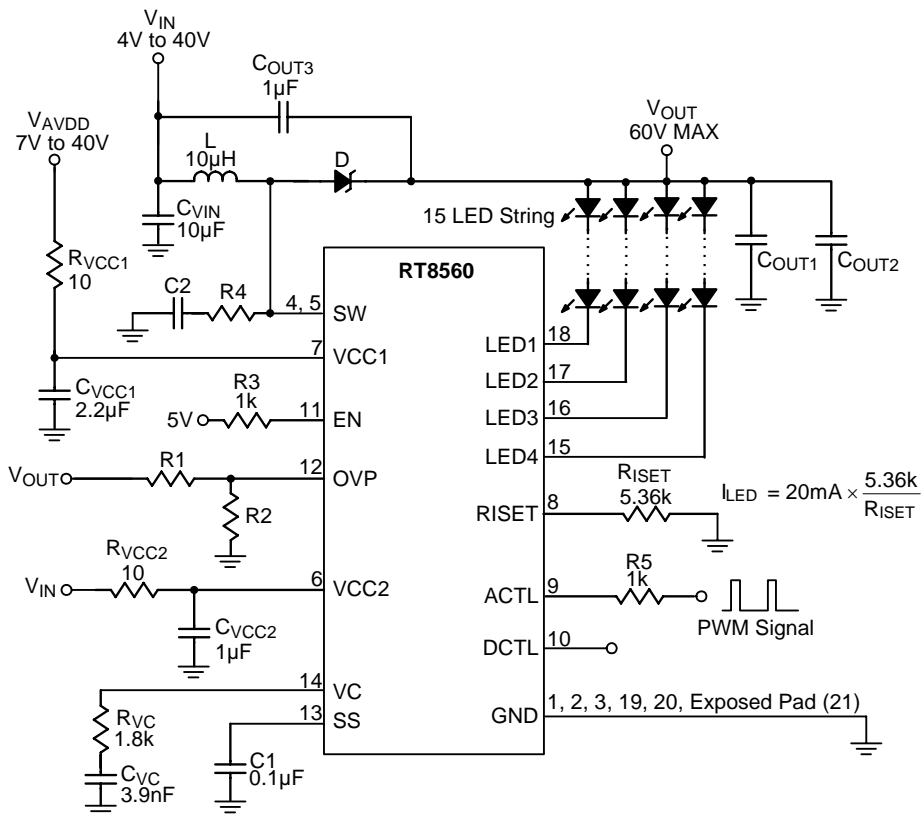 VIN
4V to 40V
COUT3
1µF
VAVDD
7V to 40V
L
10µH
D
VOUT
60V MAX
CVIN
10µF
15 LED String
RVCC1
10
RT8560
COUT1
COUT2
C2
R4
4, 5
SW
LED1
18
7
VCC1
LED2
17
CVCC1
2.2µF
R3
1k
5V
11
EN
LED3
16
LED4
15
VOUT
R1
12
OVP
R2
RISET
8
RISET
5.36k
ILED = 20mA × 5.36k
RISET
RVCC2
10
VIN
6
VCC2
CVCC2
1µF
ACTL
9
R5
1k
PWM Signal
DCTL
10
14
VC
RVC
1.8k
13
SS
GND
1, 2, 3, 19, 20, Exposed Pad (21)
CVC
3.9nF
C1
0.1µF